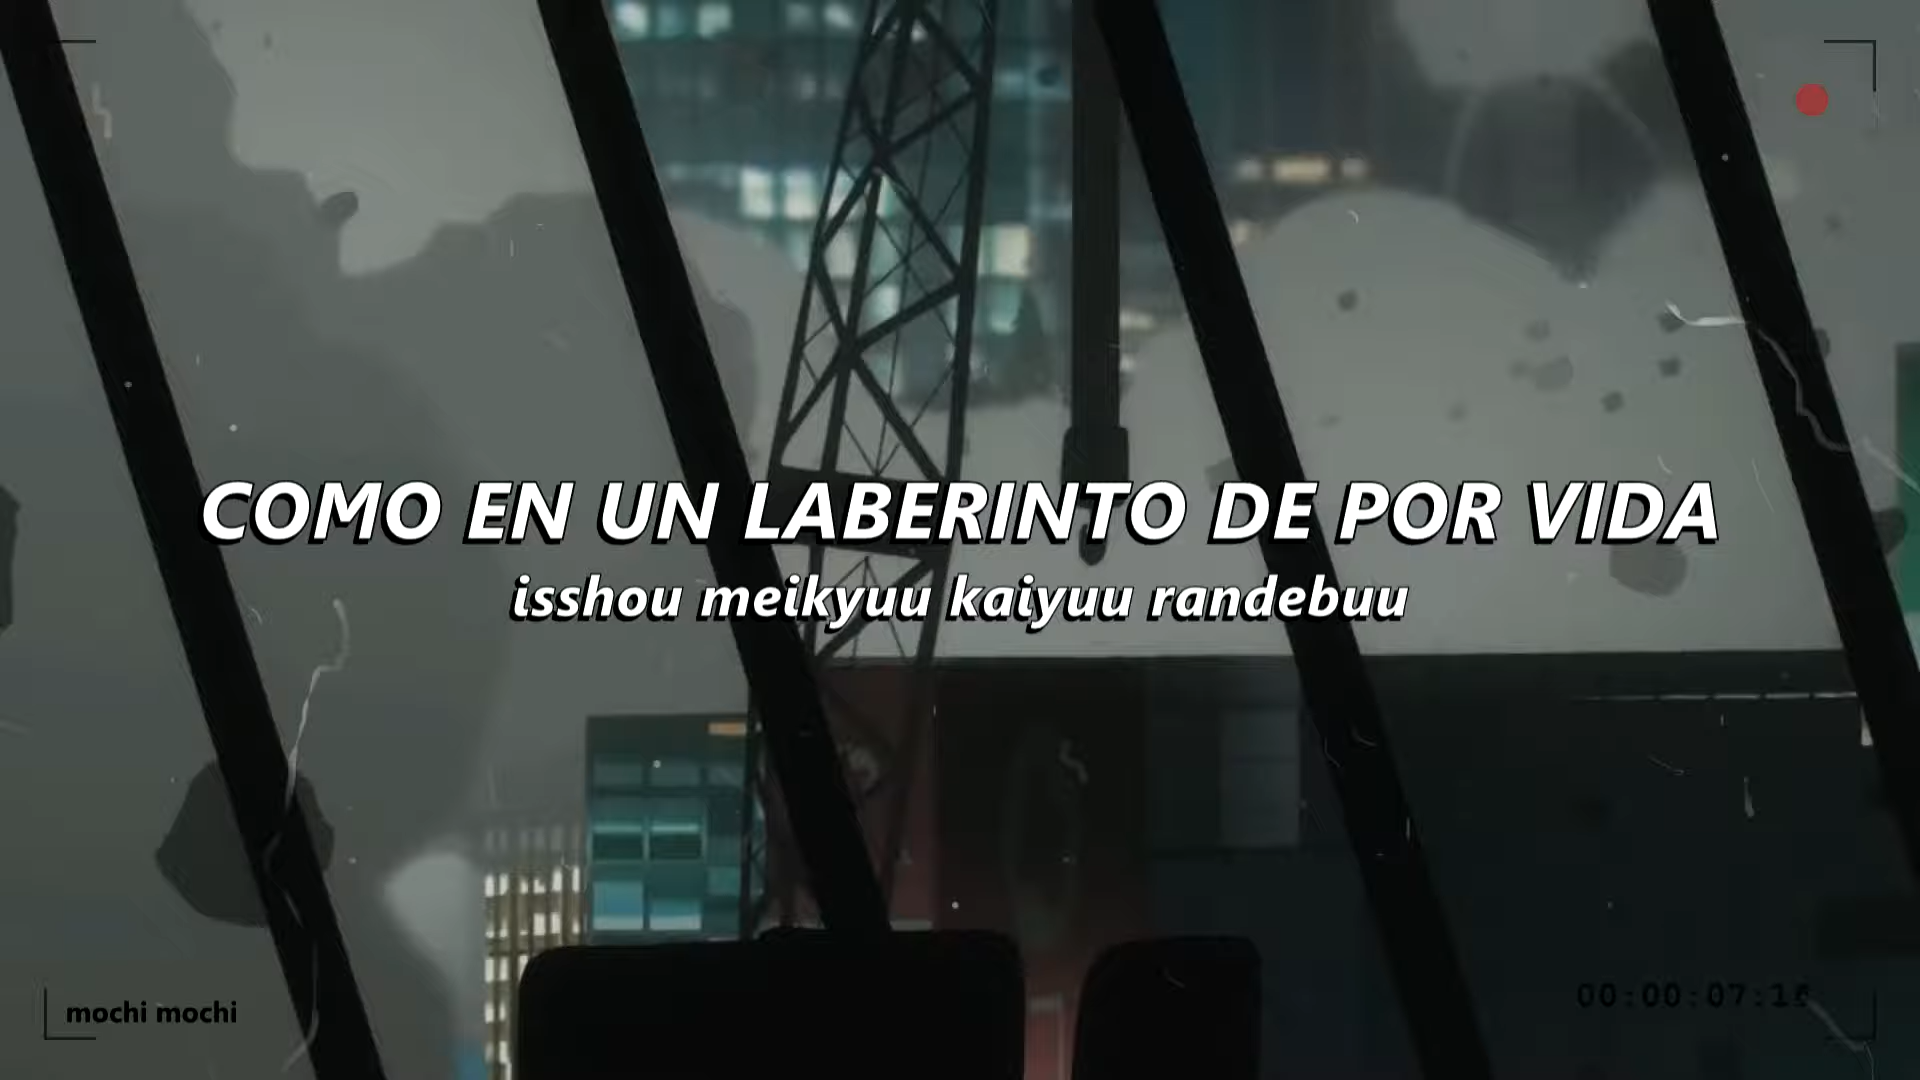 COMO EN UN LABERINTO DE POR VIDA
isshou meikyuu kaiyuu randebuu
mochi mochi